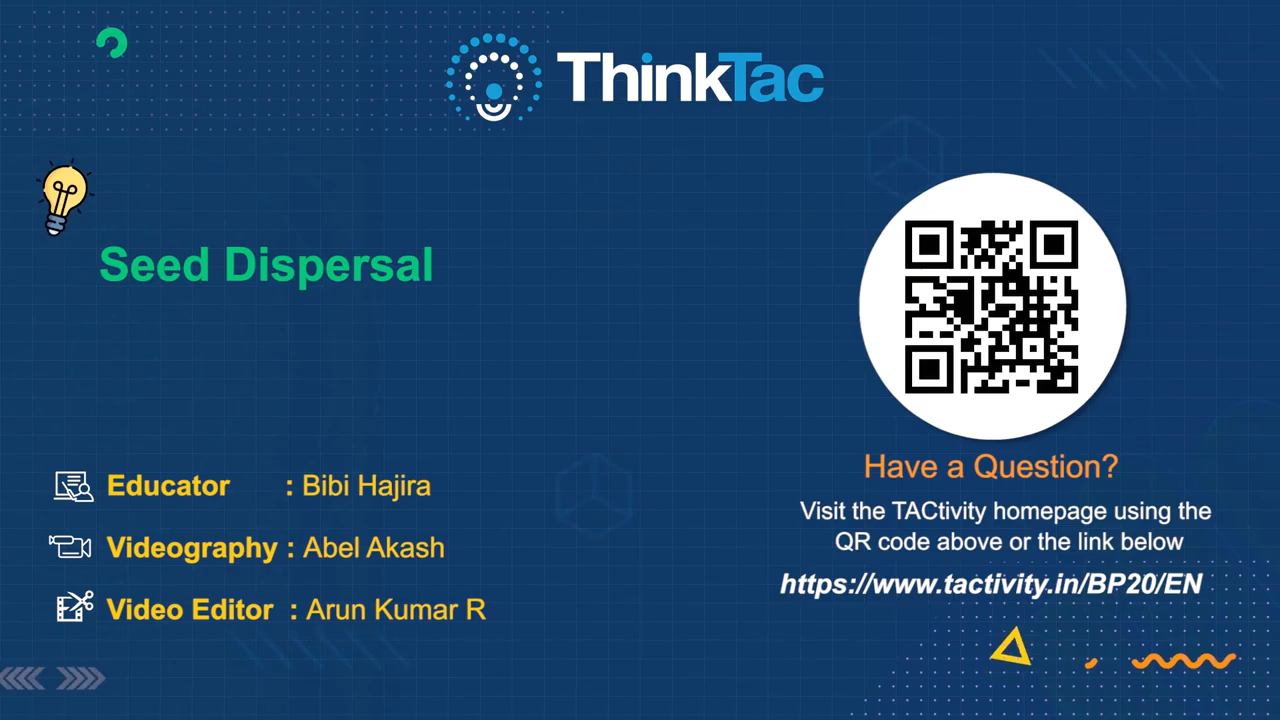 ThinkTac
Seed Dispersal
Educator : Bibi Hajira
Videography : Abel Akash
Video Editor : Arun Kumar R
Have a Question?
Visit the TACtivity homepage using the
QR code above or the link below
https://www.tactivity.in/BP20/EN